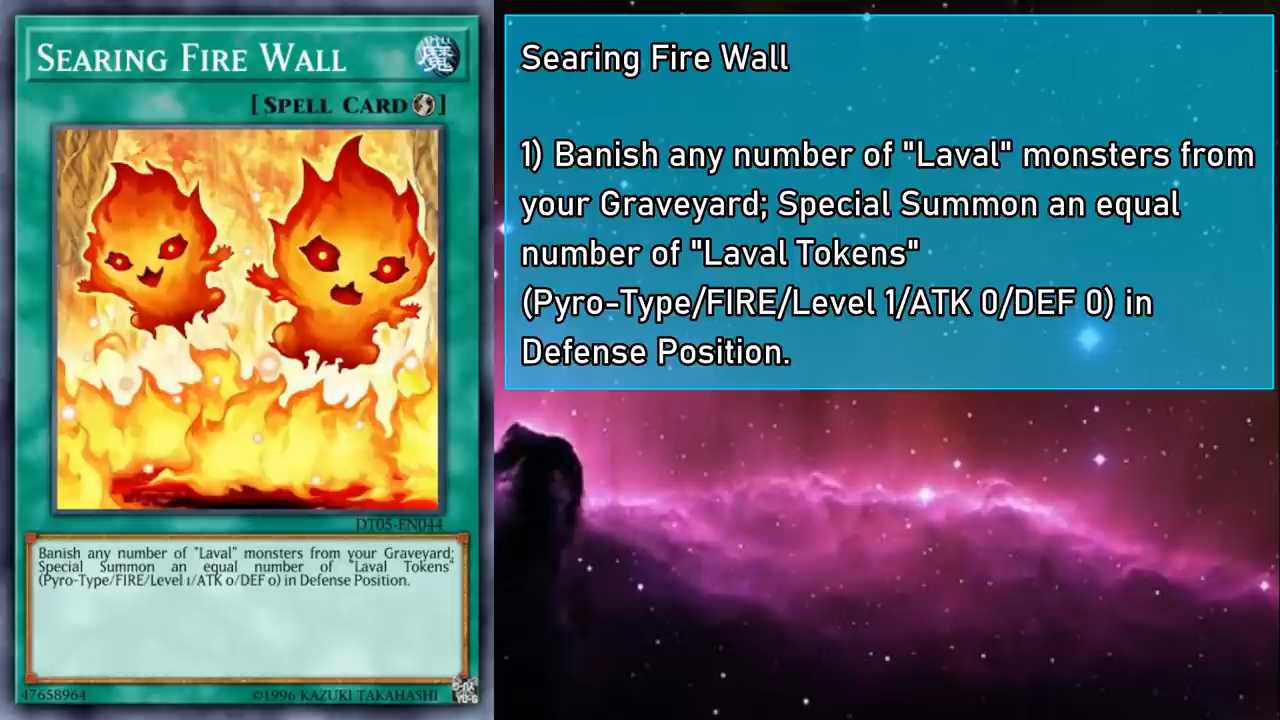 SEARING FIRE WALL
魔
[SPELL CARD]
DT05-EN044
Banish any number of "Laval" monsters from your Graveyard;
Special Summon an equal number of "Laval Tokens"
(Pyro-Type/FIRE/Level 1/ATK 0/DEF 0) in Defense Position.
47658964
©1996 KAZUKI TAKAHASHI
Searing Fire Wall
1) Banish any number of "Laval" monsters from
your Graveyard; Special Summon an equal
number of "Laval Tokens"
(Pyro-Type/FIRE/Level 1/ATK 0/DEF 0) in
Defense Position.